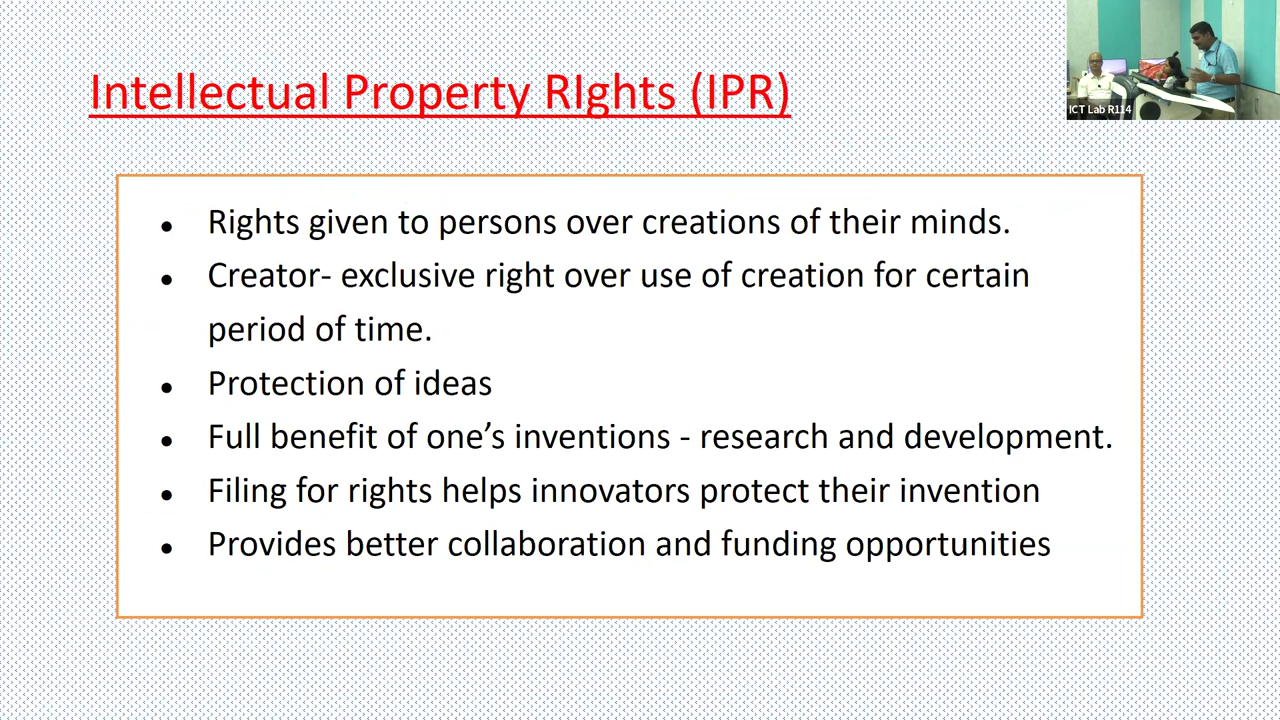 Intellectual Property RIghts (IPR)
ICT Lab R114
• Rights given to persons over creations of their minds.
• Creator- exclusive right over use of creation for certain
period of time.
• Protection of ideas
• Full benefit of one’s inventions - research and development.
• Filing for rights helps innovators protect their invention
• Provides better collaboration and funding opportunities